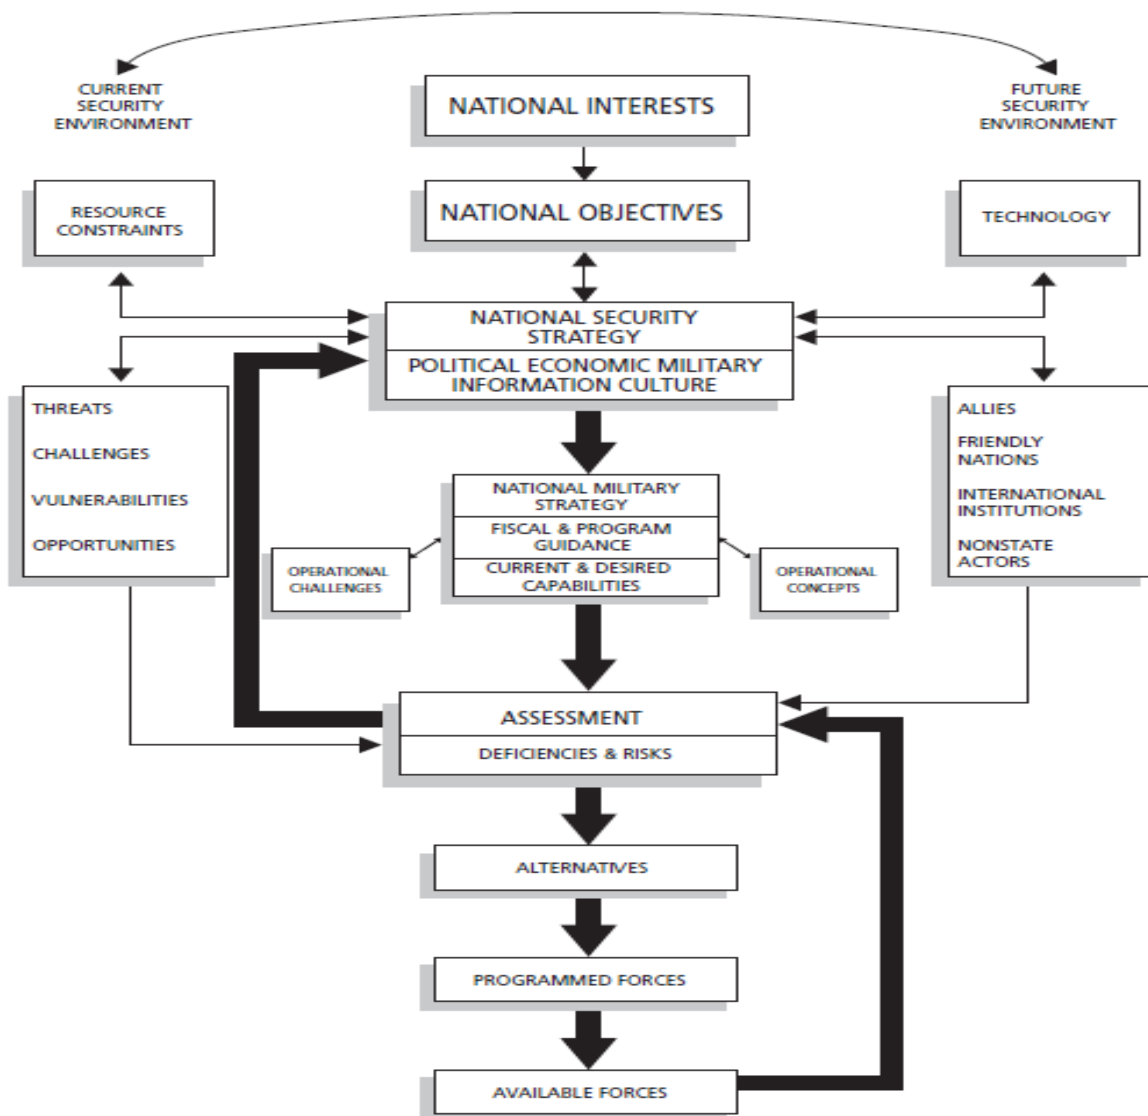 CURRENT
SECURITY
ENVIRONMENT
NATIONAL INTERESTS
FUTURE
SECURITY
ENVIRONMENT
RESOURCE
CONSTRAINTS
NATIONAL OBJECTIVES
TECHNOLOGY
NATIONAL SECURITY
STRATEGY
POLITICAL ECONOMIC MILITARY
INFORMATION CULTURE
THREATS
CHALLENGES
VULNERABILITIES
OPPORTUNITIES
ALLIES
FRIENDLY
NATIONS
INTERNATIONAL
INSTITUTIONS
NONSTATE
ACTORS
NATIONAL MILITARY
STRATEGY
FISCAL & PROGRAM
GUIDANCE
CURRENT & DESIRED
CAPABILITIES
OPERATIONAL
CHALLENGES
OPERATIONAL
CONCEPTS
ASSESSMENT
DEFICIENCIES & RISKS
ALTERNATIVES
PROGRAMMED FORCES
AVAILABLE FORCES